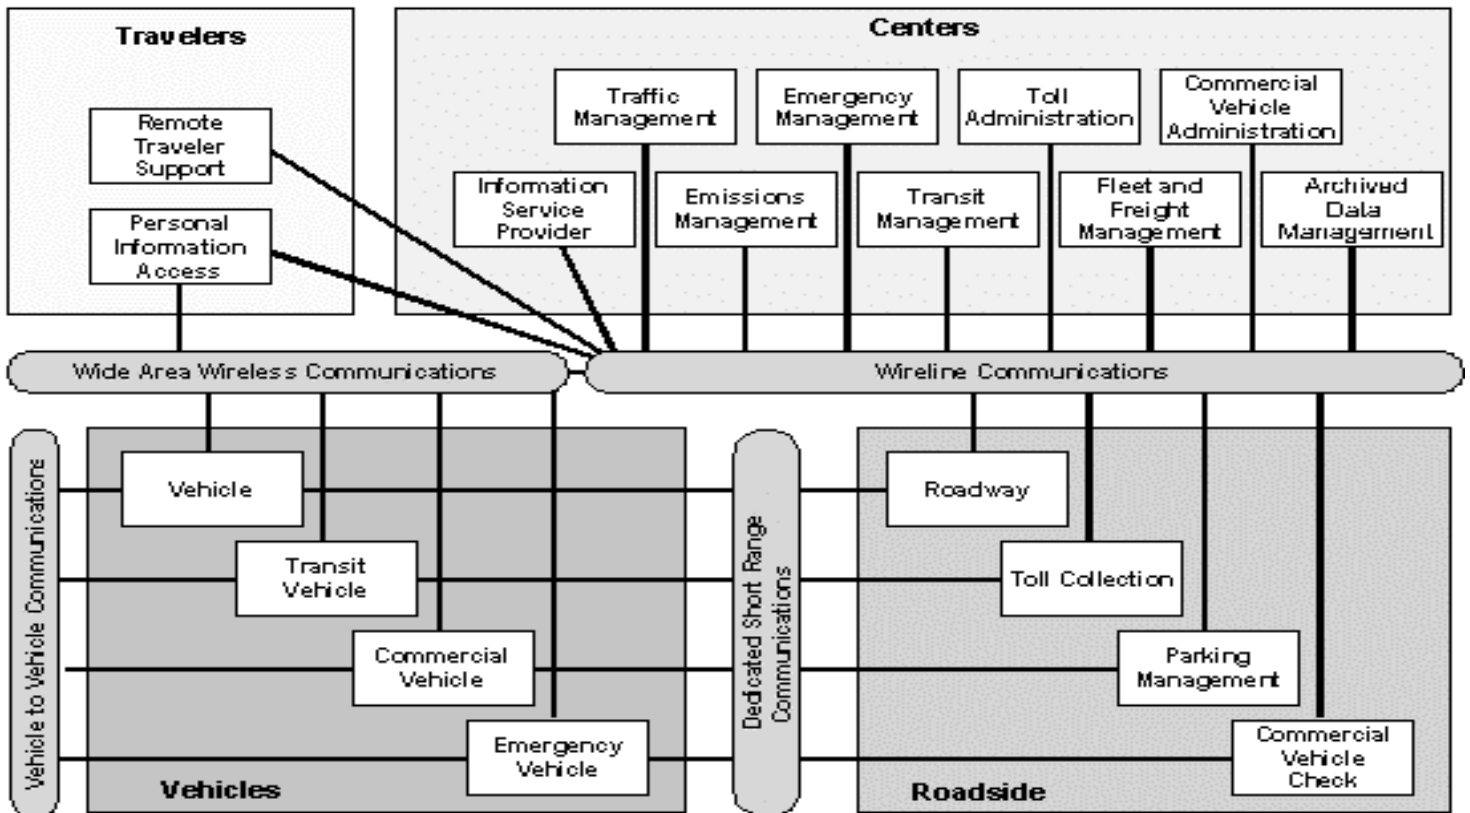 Travelers
Remote
Traveler
Support
Personal
Information
Access
Centers
Traffic
Management
Emergency
Management
Toll
Administration
Commercial
Vehicle
Administration
Information
Service
Provider
Emissions
Management
Transit
Management
Fleet and
Freight
Management
Archived
Data
Management
Wide Area Wireless Communications
Wireline Communications
Vehicle to Vehicle Communications
Vehicle
Transit
Vehicle
Commercial
Vehicle
Emergency
Vehicle
Vehicles
Dedicated Short Range
Communications
Roadway
Toll Collection
Parking
Management
Commercial
Vehicle
Check
Roadside